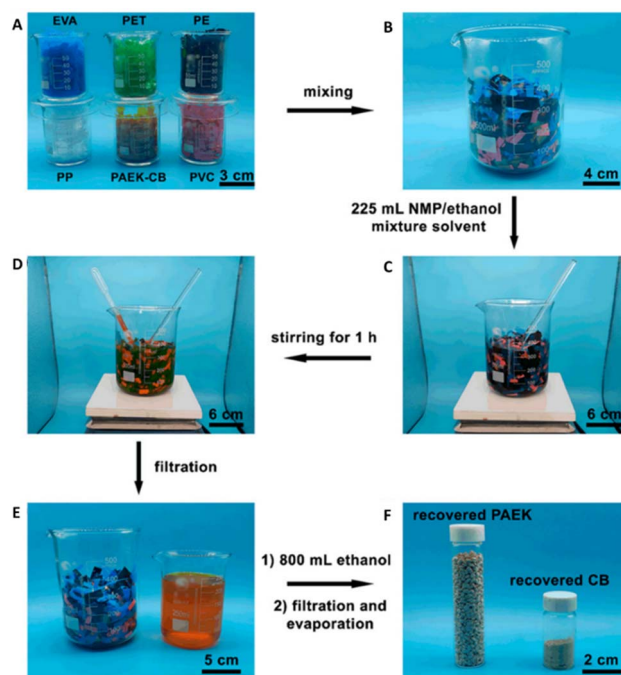 A
EVA
PET
PE
PP
PAEK-CB
PVC
3 cm
mixing
B
500
4 cm
225 mL NMP/ethanol
mixture solvent
D
6 cm
stirring for 1 h
C
6 cm
filtration
E
500
5 cm
1) 800 mL ethanol
2) filtration and
evaporation
F
recovered PAEK
recovered CB
2 cm